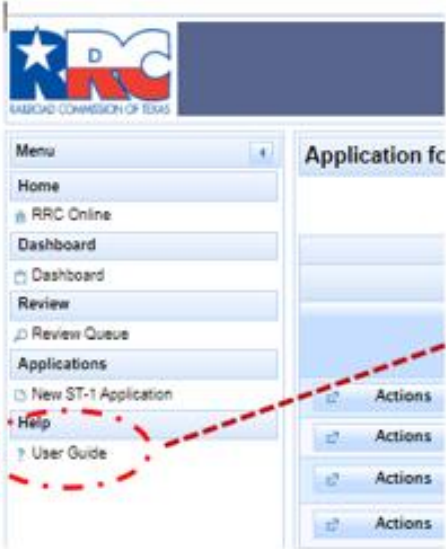 RRC
RAILROAD COMMISSION OF TEXAS
Menu
Home
RRC Online
Dashboard
Dashboard
Review
Review Queue
Applications
New ST-1 Application
Help
? User Guide
Application fo
Actions
Actions
Actions
Actions